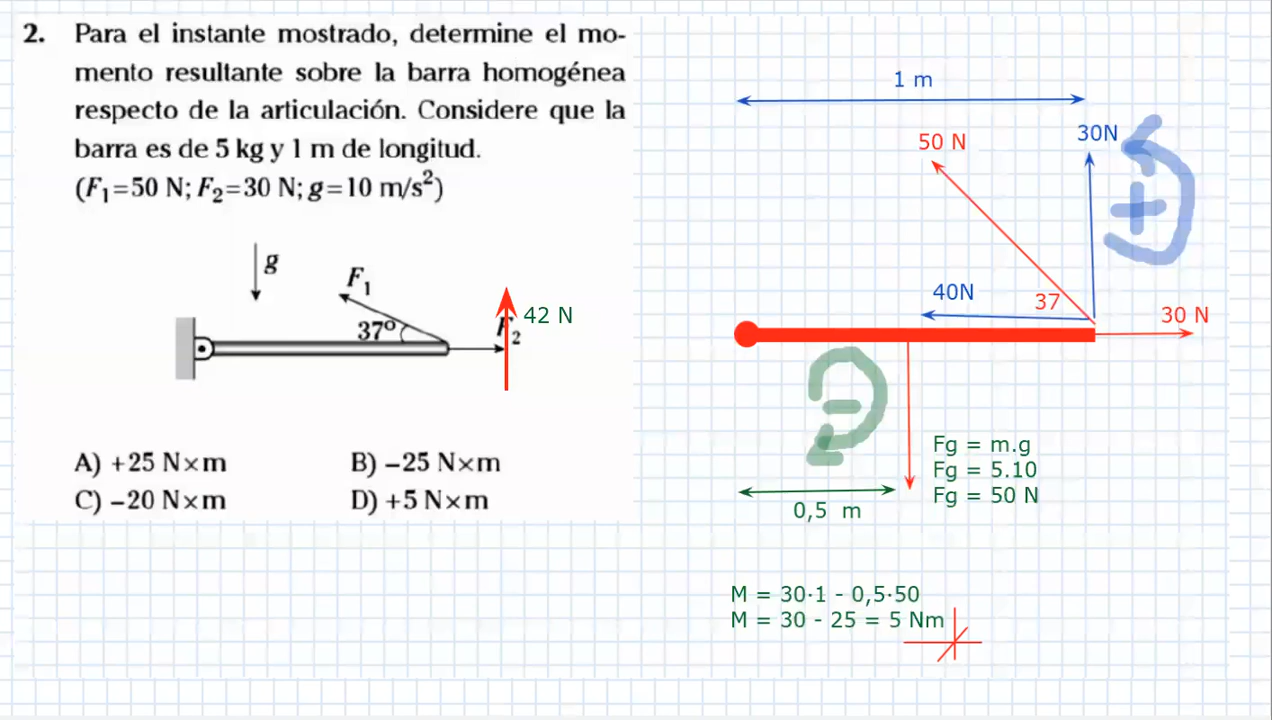 2. Para el instante mostrado, determine el mo-
mento resultante sobre la barra homogénea
respecto de la articulación. Considere que la
barra es de 5 kg y 1 m de longitud.
(F₁=50 N; F₂=30 N; g=10 m/s²)
g
F₁
37º
F₂
42 N
A) +25 N×m
B) –25 N×m
C) –20 N×m
D) +5 N×m
1 m
50 N
30N
+
40N
37
30 N
-
Fg = m.g
Fg = 5.10
Fg = 50 N
0,5 m
M = 30·1 - 0,5·50
M = 30 - 25 = 5 Nm